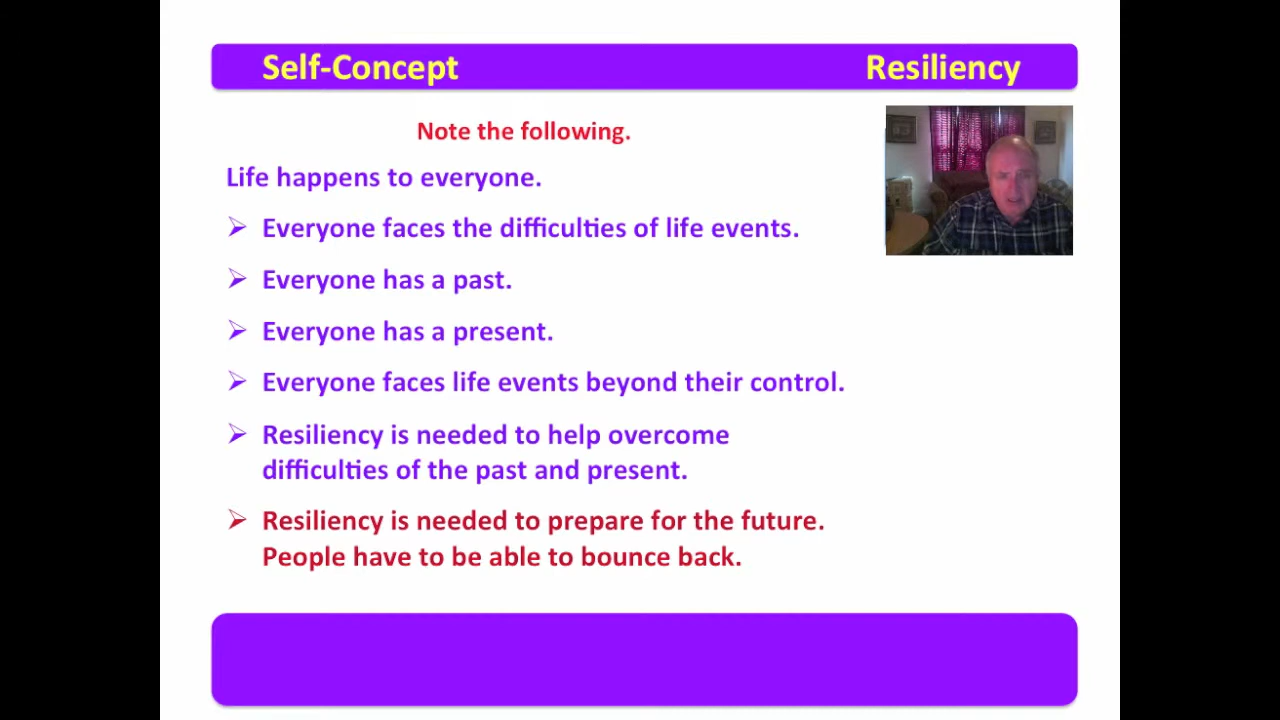 Self-Concept Resiliency
Note the following.
Life happens to everyone.
Everyone faces the difficulties of life events.
Everyone has a past.
Everyone has a present.
Everyone faces life events beyond their control.
Resiliency is needed to help overcome
difficulties of the past and present.
Resiliency is needed to prepare for the future.
People have to be able to bounce back.